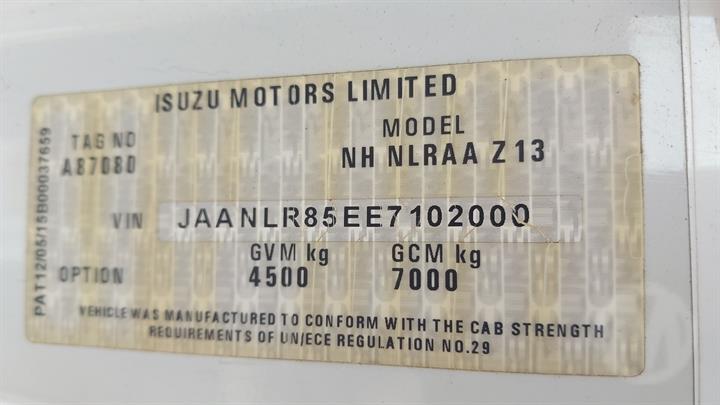 ISUZU MOTORS LIMITED
TAG NO
A87080
MODEL
NH NLRAA Z 13
VIN JAANLR85EE7102000
OPTION
GVM kg
4500
GCM kg
7000
VEHICLE WAS MANUFACTURED TO CONFORM WITH THE CAB STRENGTH
REQUIREMENTS OF UN/ECE REGULATION NO.29
PAT12/05/15B00037659